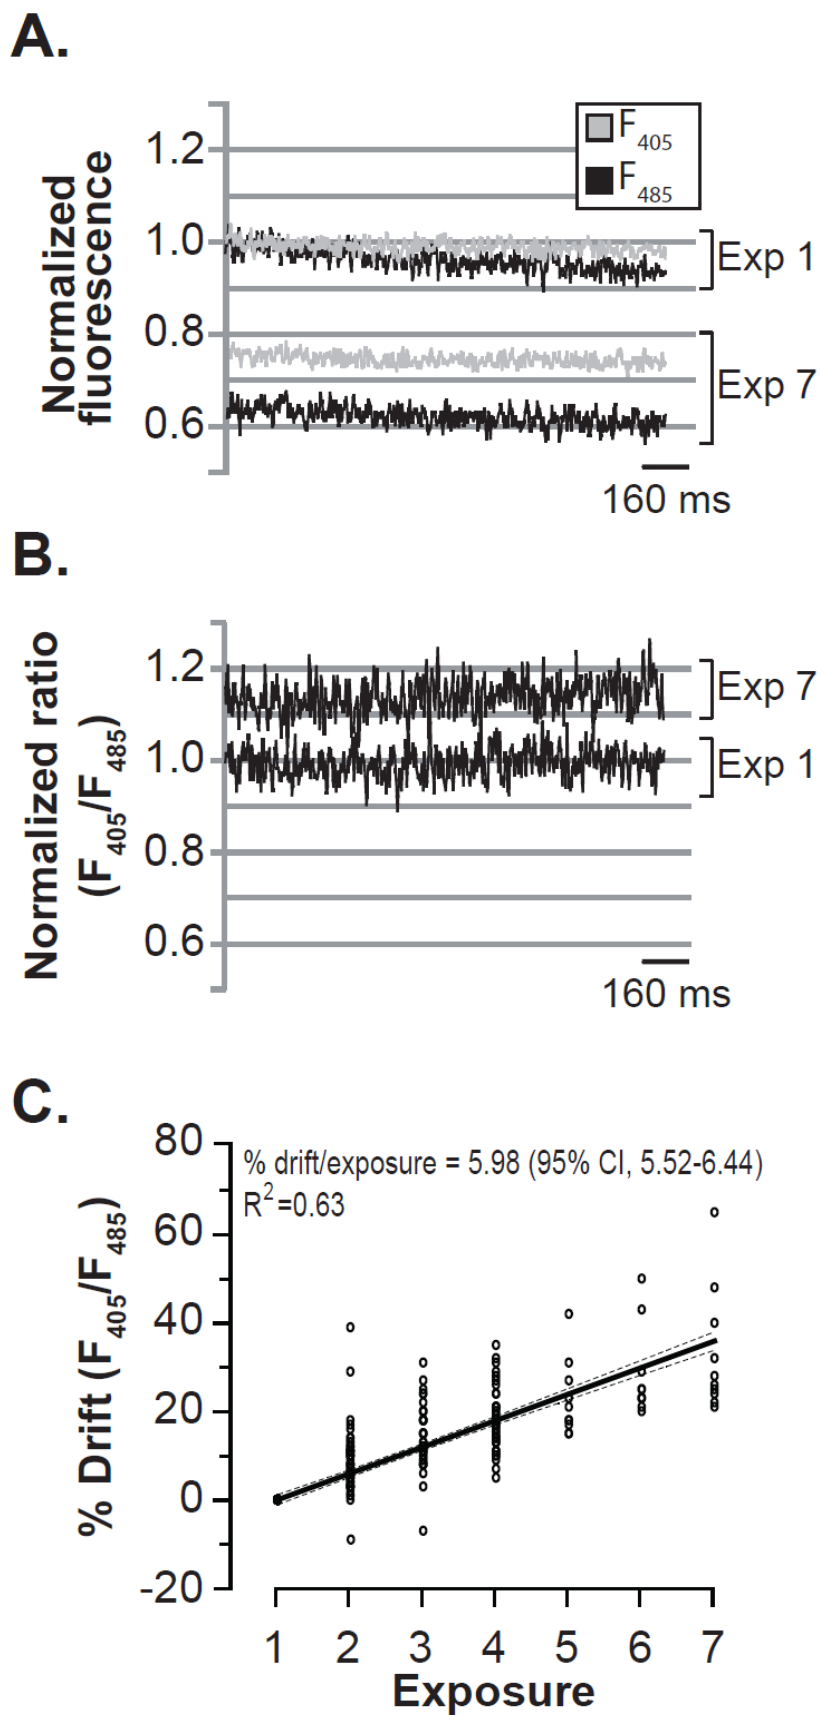 A.
Normalized
fluorescence
1.2
1.0
0.8
0.6
F405
F485
Exp 1
Exp 7
160 ms
B.
Normalized ratio
(F405/F485)
1.2
1.0
0.8
0.6
Exp 7
Exp 1
160 ms
C.
% Drift (F405/F485)
80
60
40
20
0
-20
% drift/exposure = 5.98 (95% CI, 5.52-6.44)
R2=0.63
1 2 3 4 5 6 7
Exposure